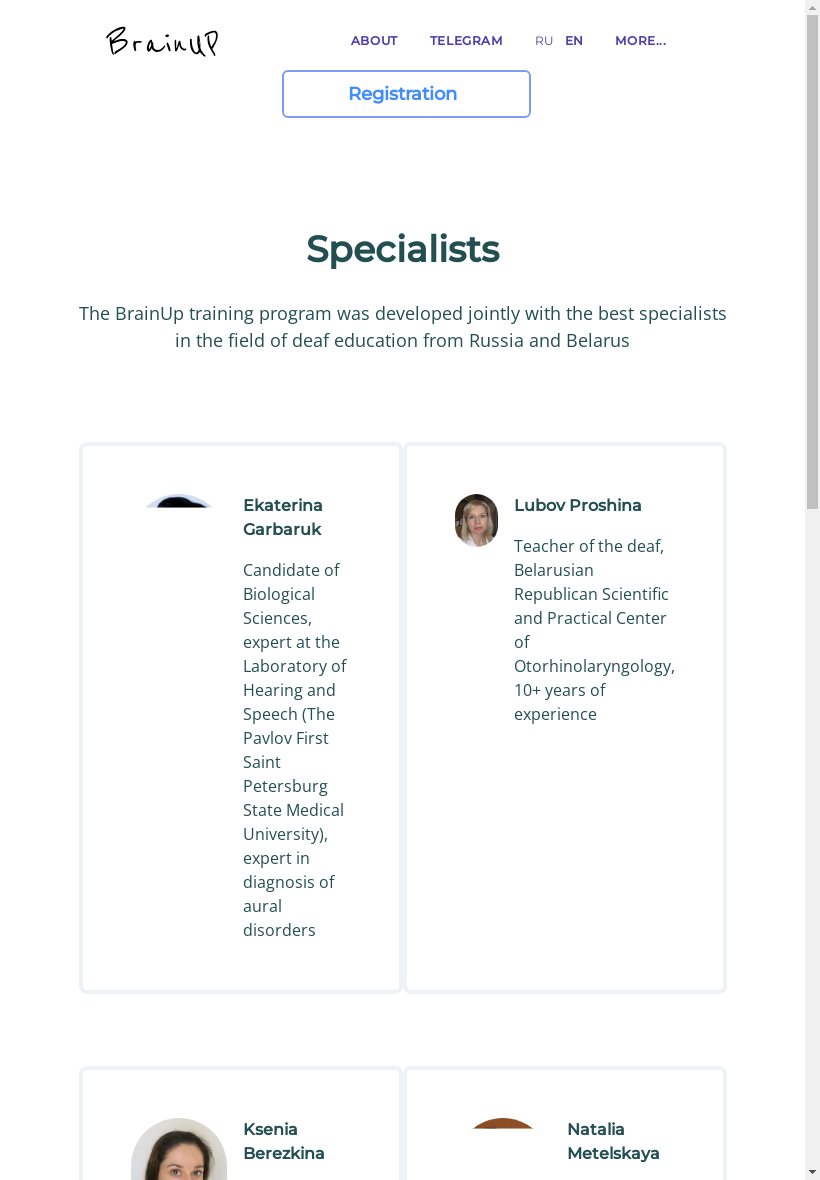 BrainUP
ABOUT TELEGRAM RU EN MORE...
Registration
Specialists
The BrainUp training program was developed jointly with the best specialists
in the field of deaf education from Russia and Belarus
Ekaterina
Garbaruk
Candidate of
Biological
Sciences,
expert at the
Laboratory of
Hearing and
Speech (The
Pavlov First
Saint
Petersburg
State Medical
University),
expert in
diagnosis of
aural
disorders
Lubov Proshina
Teacher of the deaf,
Belarusian
Republican Scientific
and Practical Center
of
Otorhinolaryngology,
10+ years of
experience
Ksenia
Berezkina
Natalia
Metelskaya